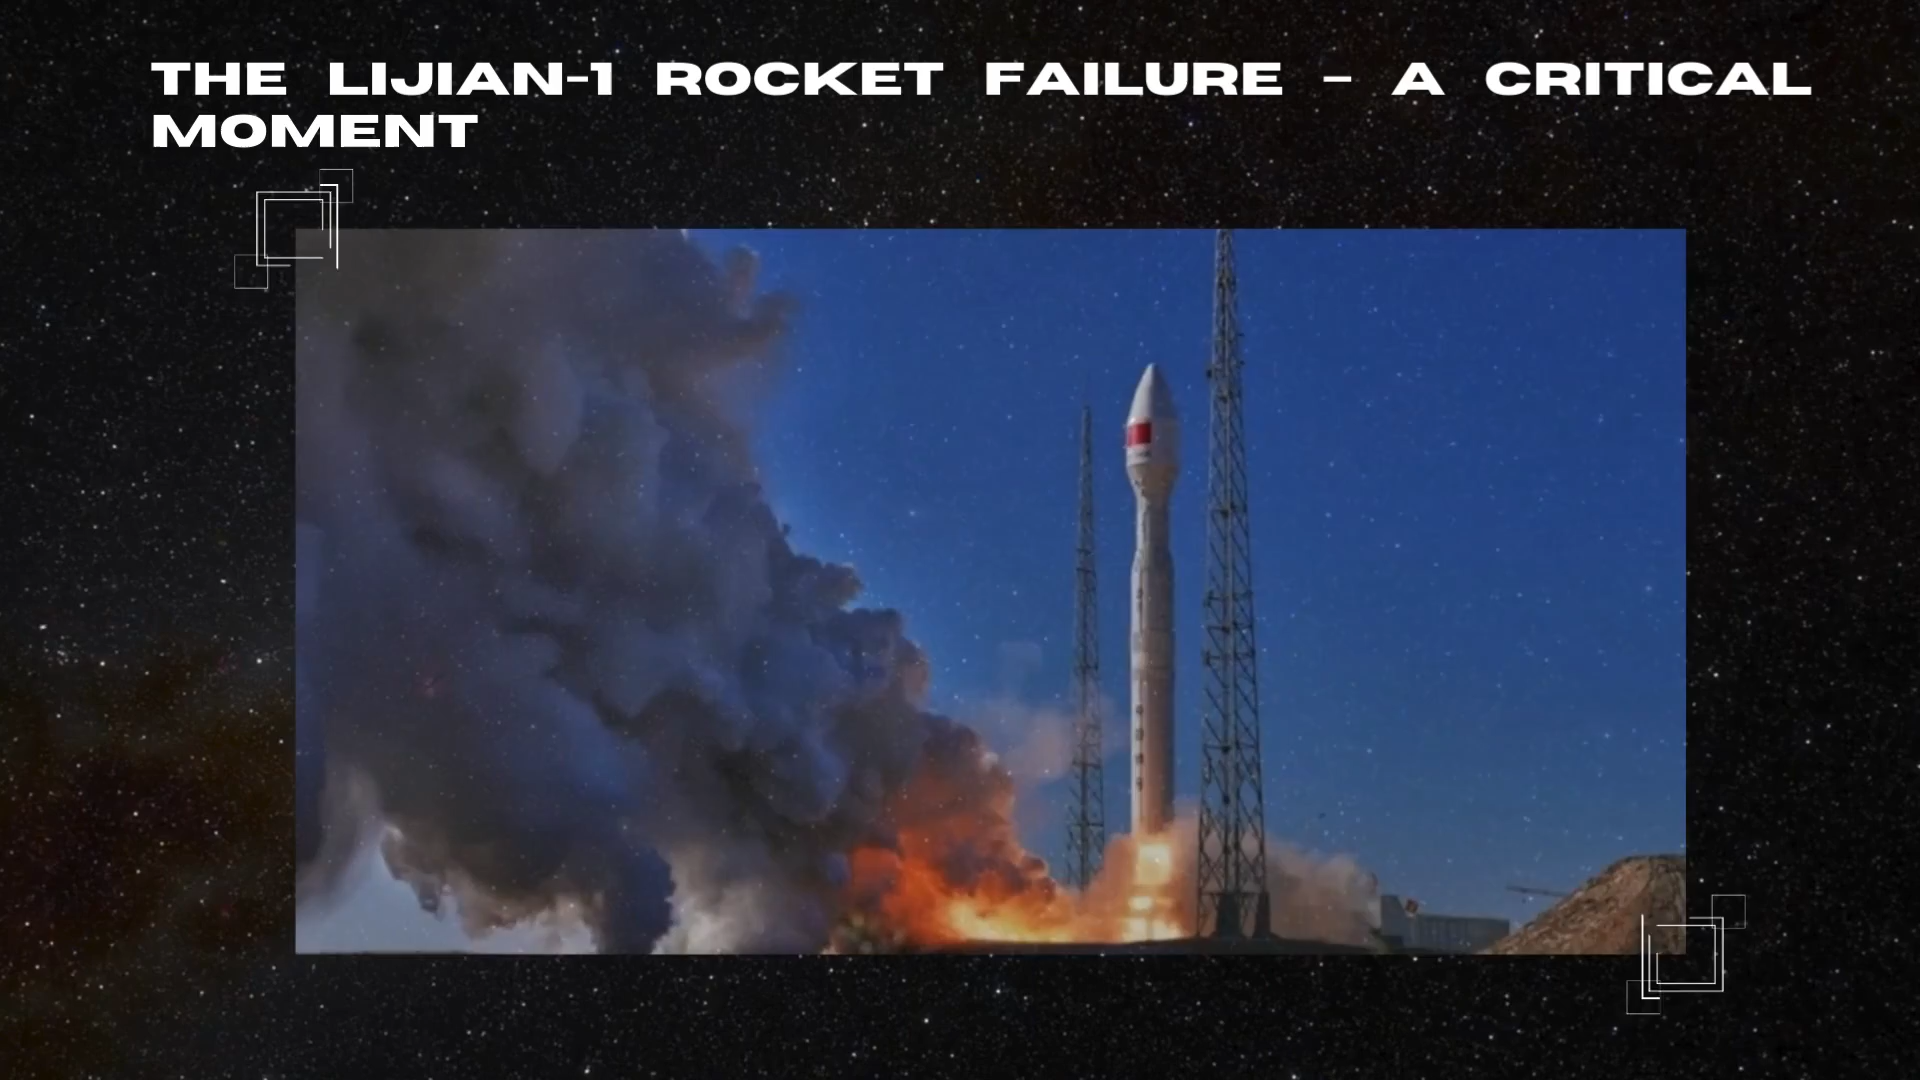 THE LIJIAN-1 ROCKET FAILURE – A CRITICAL
MOMENT